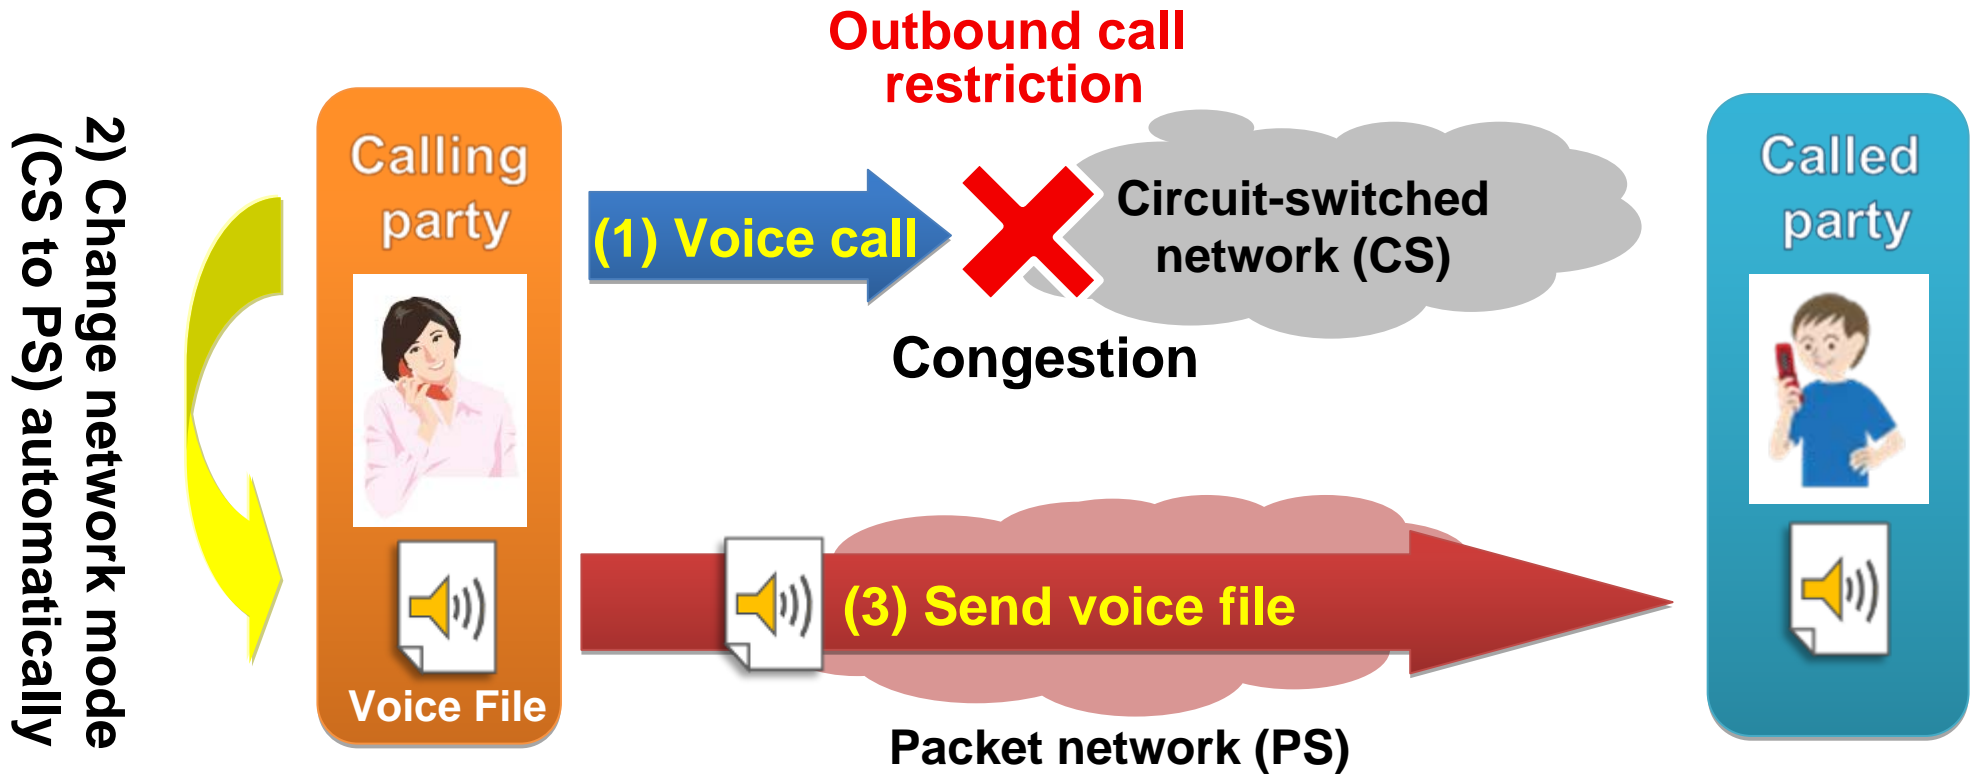 Outbound call
restriction
2) Change network mode
(CS to PS) automatically
Calling
party
(1) Voice call
Circuit-switched
network (CS)
Called
party
Congestion
(3) Send voice file
Voice File
Packet network (PS)